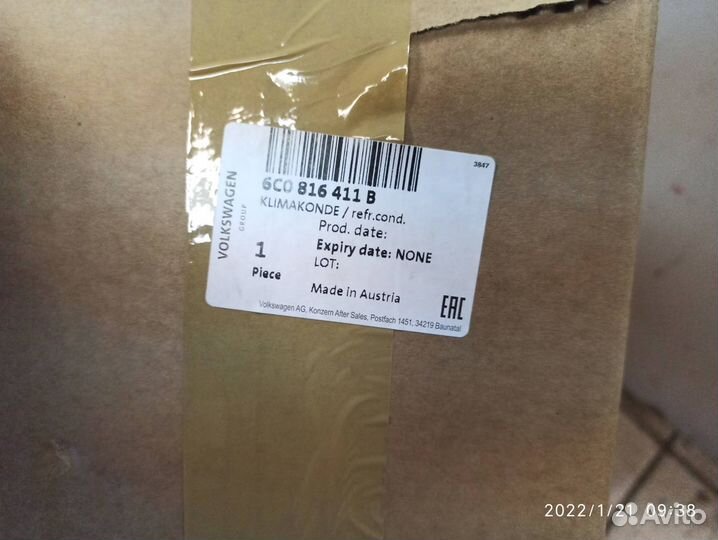 3847
VOLKSWAGEN
GROUP
6C0 816 411 B
KLIMAKONDE / refr.cond.
Prod. date:
1 Expiry date: NONE
Piece LOT:
Made in Austria
EAC
Volkswagen AG, Konzern After Sales, Postfach 1451, 34219 Baunatal
2022/1/21 09:38
Avito